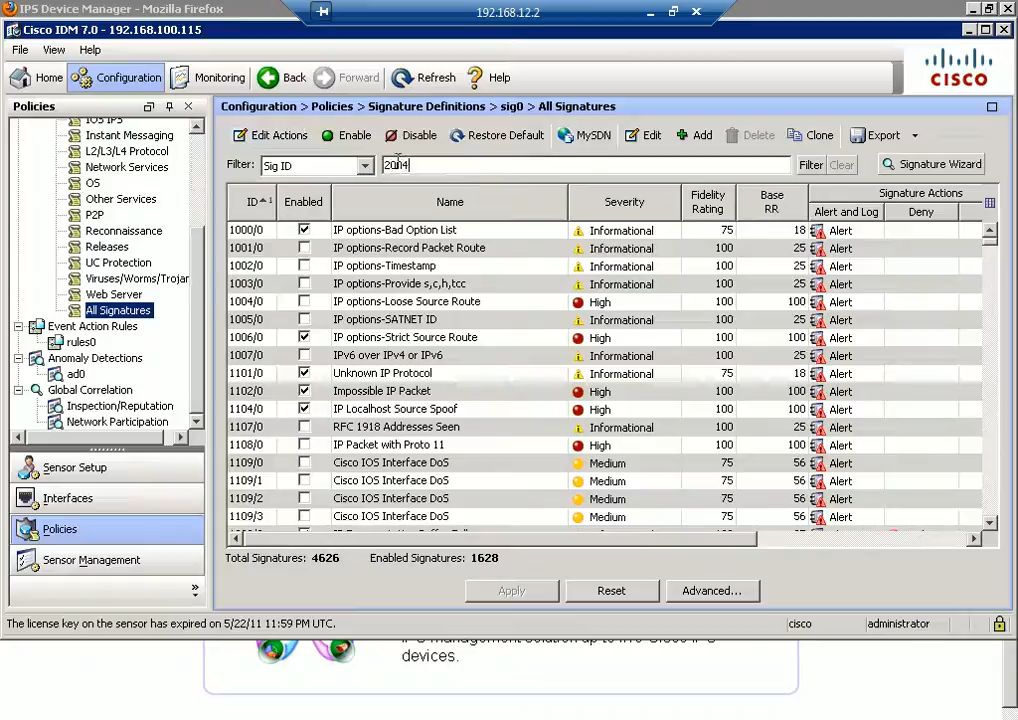 IPS Device Manager - Mozilla Firefox
192.168.12.2
Cisco IDM 7.0 - 192.168.100.115
File View Help
Home Configuration Monitoring Back Forward Refresh Help
CISCO
Policies
IOS IPS
Instant Messaging
L2/L3/L4 Protocol
Network Services
OS
Other Services
P2P
Reconnaissance
Releases
UC Protection
Viruses/Worms/Trojar
Web Server
All Signatures
Event Action Rules
rules0
Anomaly Detections
ad0
Global Correlation
Inspection/Reputation
Network Participation
Sensor Setup
Interfaces
Policies
Sensor Management
Configuration > Policies > Signature Definitions > sig0 > All Signatures
Edit Actions Enable Disable Restore Default MySDN Edit Add Delete Clone Export
Filter: Sig ID 2004 Filter Clear Signature Wizard
ID 1 Enabled Name Severity Fidelity Rating Base RR Signature Actions
Alert and Log Deny
1000/0 IP options-Bad Option List Informational 75 18 Alert
1001/0 IP options-Record Packet Route Informational 100 25 Alert
1002/0 IP options-Timestamp Informational 100 25 Alert
1003/0 IP options-Provide s,c,h,tcc Informational 100 25 Alert
1004/0 IP options-Loose Source Route High 100 100 Alert
1005/0 IP options-SATNET ID Informational 100 25 Alert
1006/0 IP options-Strict Source Route High 100 100 Alert
1007/0 IPv6 over IPv4 or IPv6 Informational 100 25 Alert
1101/0 Unknown IP Protocol Informational 75 18 Alert
1102/0 Impossible IP Packet High 100 100 Alert
1104/0 IP Localhost Source Spoof High 100 100 Alert
1107/0 RFC 1918 Addresses Seen Informational 100 25 Alert
1108/0 IP Packet with Proto 11 High 100 100 Alert
1109/0 Cisco IOS Interface DoS Medium 75 56 Alert
1109/1 Cisco IOS Interface DoS Medium 75 56 Alert
1109/2 Cisco IOS Interface DoS Medium 75 56 Alert
1109/3 Cisco IOS Interface DoS Medium 75 56 Alert
Total Signatures: 4626 Enabled Signatures: 1628
Apply Reset Advanced...
The license key on the sensor has expired on 5/22/11 11:59 PM UTC. cisco administrator
devices.